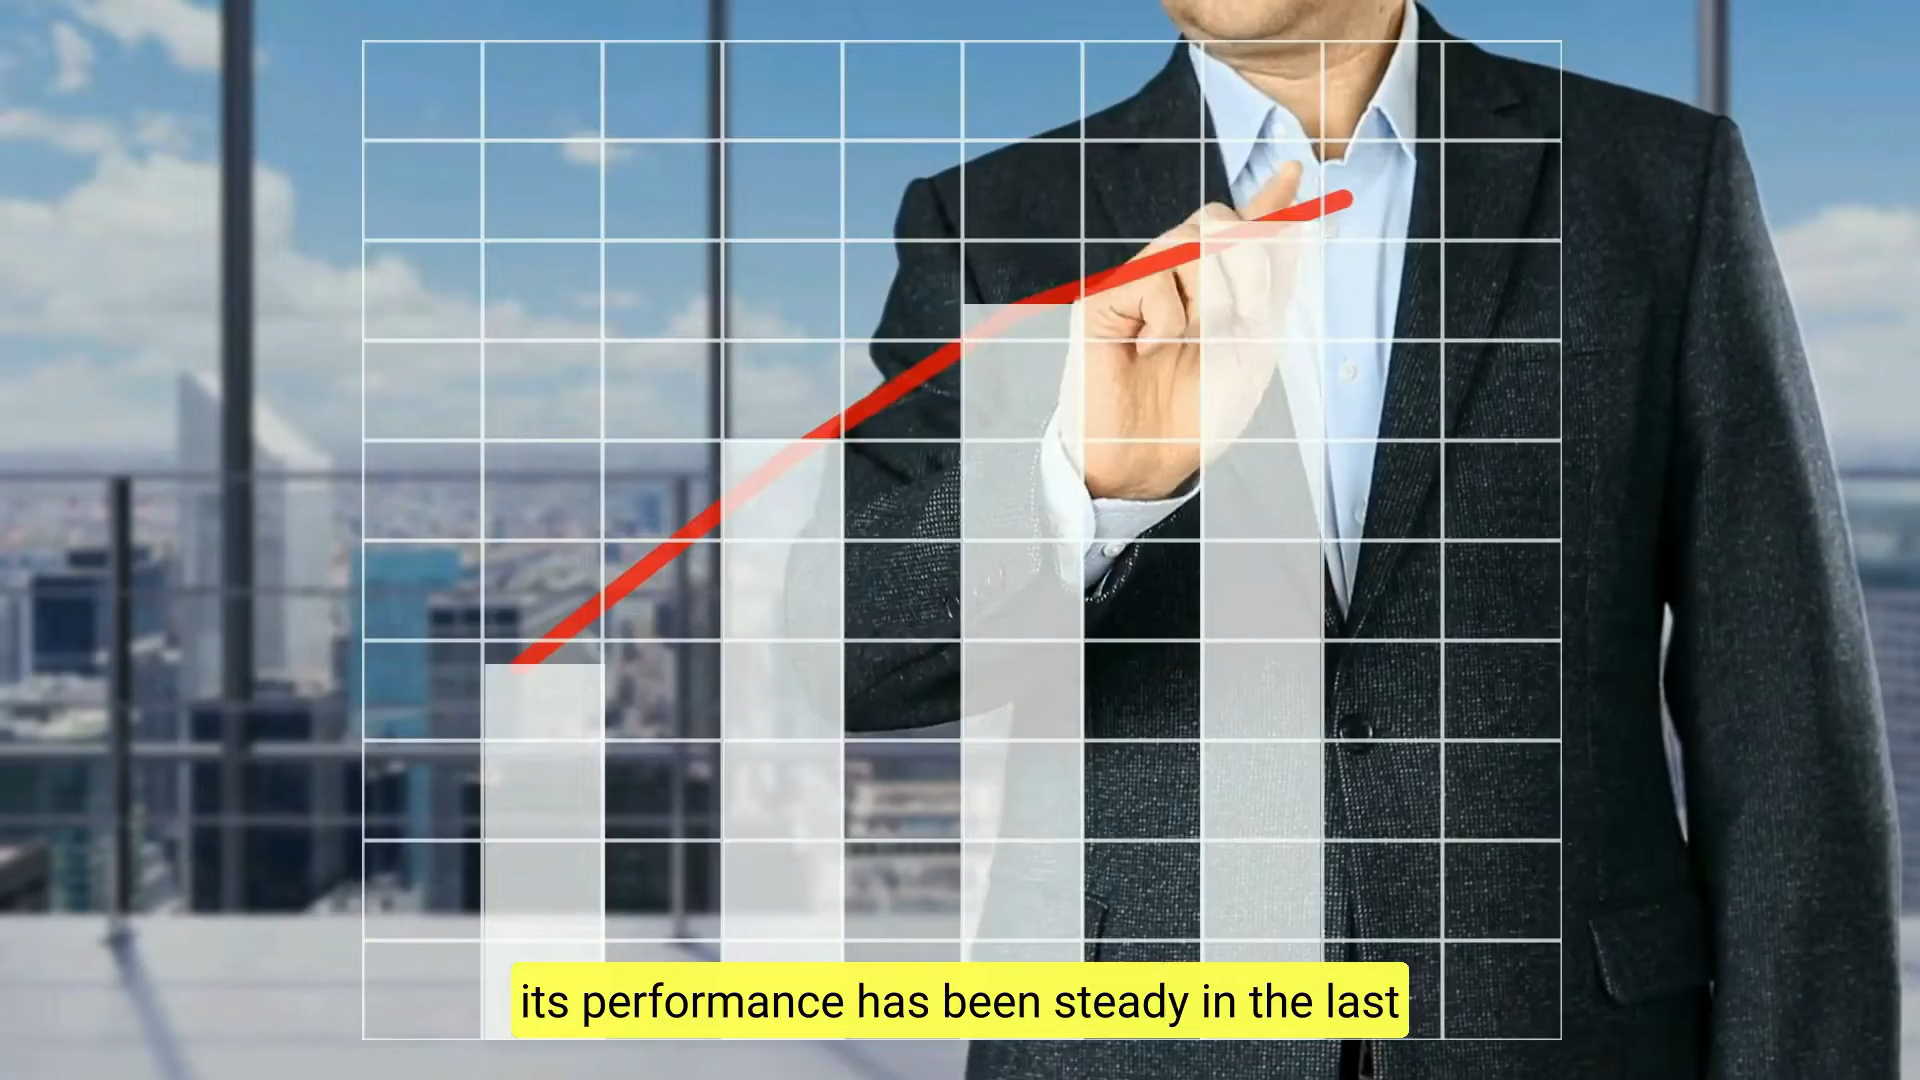 its performance has been steady in the last